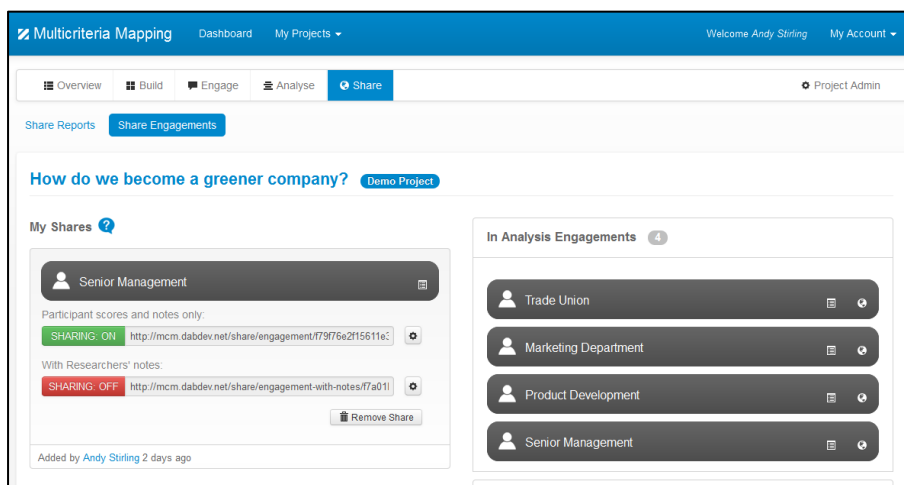 Multicriteria Mapping Dashboard My Projects Welcome Andy Stirling My Account
Overview Build Engage Analyse Share Project Admin
Share Reports Share Engagements
How do we become a greener company? Demo Project
My Shares ?
Senior Management
Participant scores and notes only:
SHARING: ON http://mcm.dabdev.net/share/engagement/f79f76e2f15611e3
With Researchers' notes:
SHARING: OFF http://mcm.dabdev.net/share/engagement-with-notes/f7a01
Remove Share
Added by Andy Stirling 2 days ago
In Analysis Engagements 4
Trade Union
Marketing Department
Product Development
Senior Management